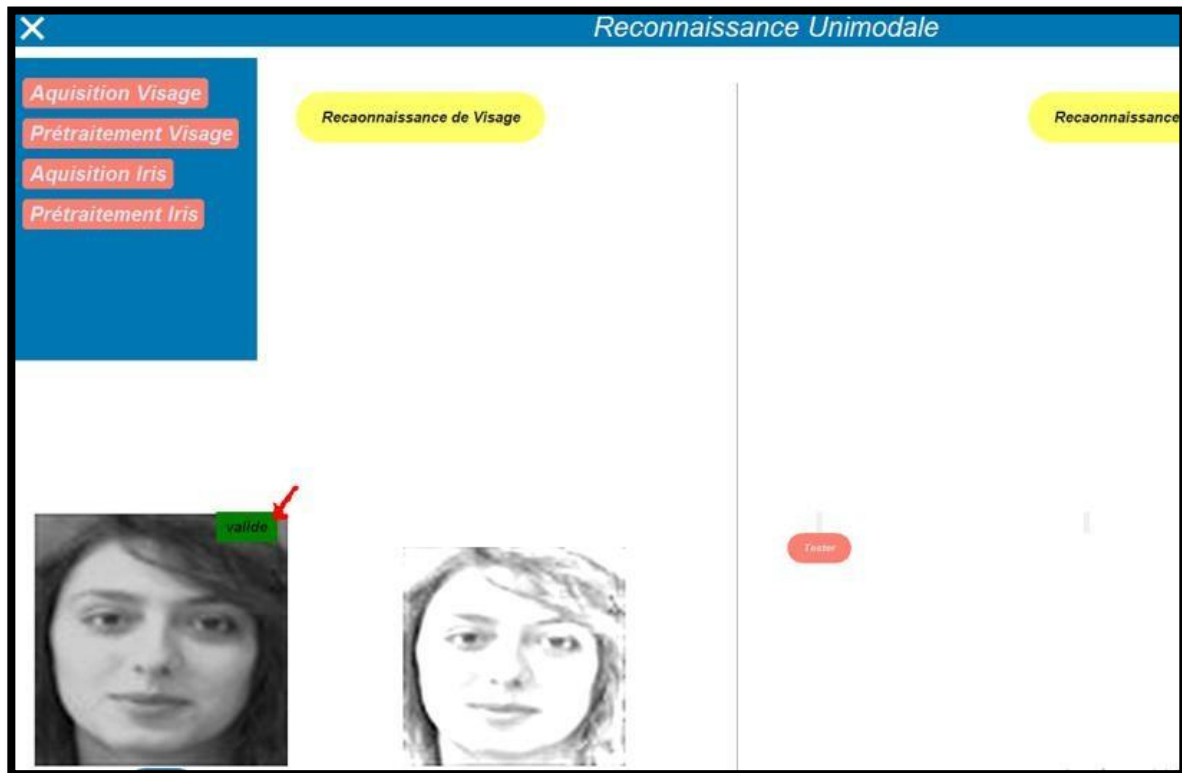 Reconnaissance Unimodale
Aquisition Visage
Prétraitement Visage
Aquisition Iris
Prétraitement Iris
Recaonnaissance de Visage
Recaonnaissance
valide
Tester